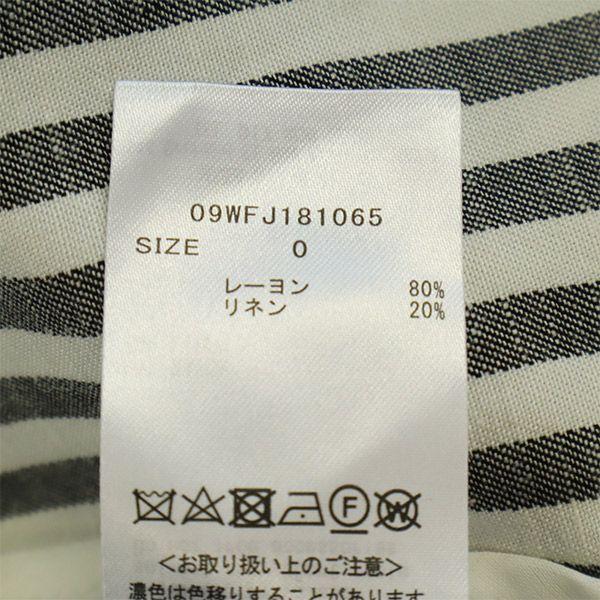 09WFJ181065
SIZE 0
レーヨン 80%
リネン 20%
F W
<お取り扱い上のご注意>
濃色は色移りすることがあります